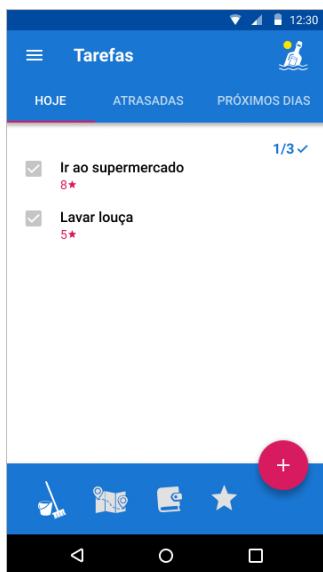 12:30
Tarefas
HOJE ATRASADAS PRÓXIMOS DIAS
1/3
Ir ao supermercado
8★
Lavar louça
5★